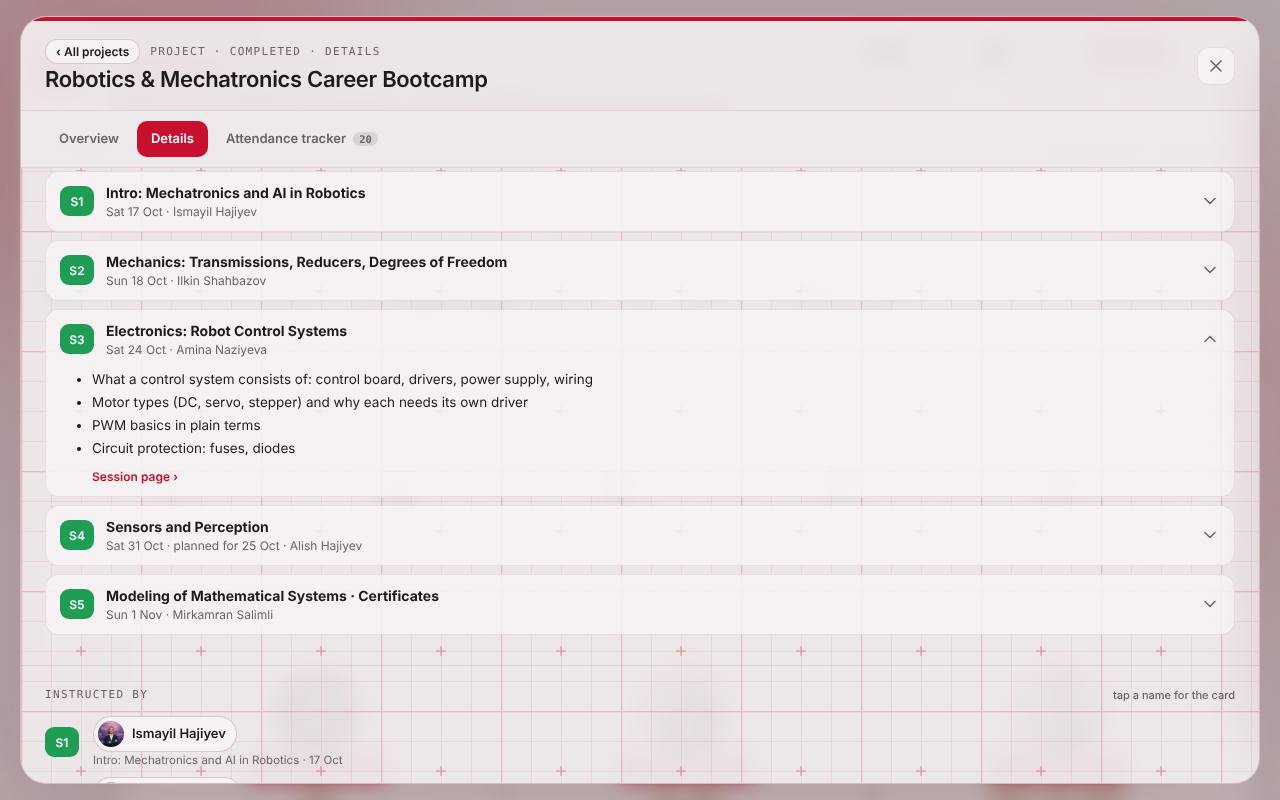 ‹ All projects
PROJECT · COMPLETED · DETAILS
Robotics & Mechatronics Career Bootcamp
Overview
Details
Attendance tracker 20
S1
Intro: Mechatronics and AI in Robotics
Sat 17 Oct · Ismayil Hajiyev
S2
Mechanics: Transmissions, Reducers, Degrees of Freedom
Sun 18 Oct · Ilkin Shahbazov
S3
Electronics: Robot Control Systems
Sat 24 Oct · Amina Naziyeva
• What a control system consists of: control board, drivers, power supply, wiring
• Motor types (DC, servo, stepper) and why each needs its own driver
• PWM basics in plain terms
• Circuit protection: fuses, diodes
Session page ›
S4
Sensors and Perception
Sat 31 Oct · planned for 25 Oct · Alish Hajiyev
S5
Modeling of Mathematical Systems · Certificates
Sun 1 Nov · Mirkamran Salimli
INSTRUCTED BY
tap a name for the card
S1
Ismayil Hajiyev
Intro: Mechatronics and AI in Robotics · 17 Oct